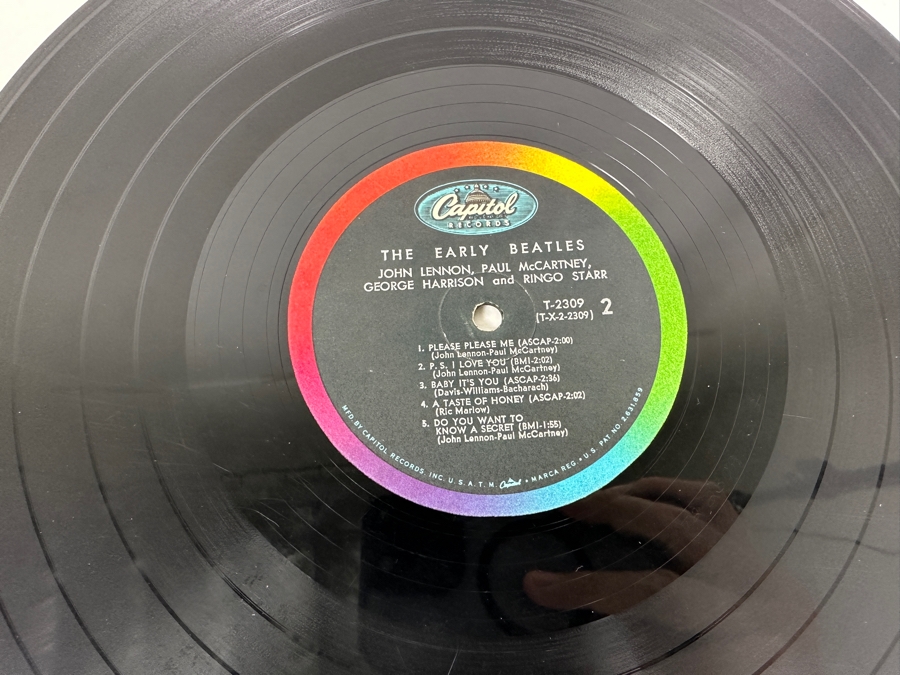 Capitol
RECORDS
THE EARLY BEATLES
JOHN LENNON, PAUL McCARTNEY,
GEORGE HARRISON and RINGO STARR
T-2309
(T-X-2-2309) 2
1. PLEASE PLEASE ME (ASCAP-2:00)
(John Lennon-Paul McCartney)
2. P.S. I LOVE YOU (BMI-2:02)
(John Lennon-Paul McCartney)
3. BABY IT'S YOU (ASCAP-2:36)
(Davis-Williams-Bacharach)
4. A TASTE OF HONEY (ASCAP-2:02)
(Ric Marlow)
5. DO YOU WANT TO
KNOW A SECRET (BMI-1:55)
(John Lennon-Paul McCartney)
MFD. BY CAPITOL RECORDS, INC. U.S.A. T.M. Capitol • MARCA REG. • U.S. PAT. NO. 2,631,859